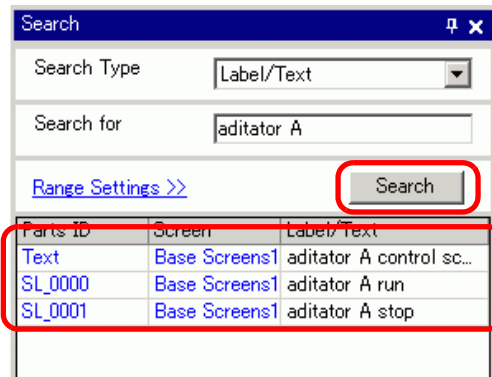 Search
Search Type Label/Text
Search for aditator A
Range Settings >> Search
Parts ID Screen Label/Text
Text Base Screens1 aditator A control sc...
SL_0000 Base Screens1 aditator A run
SL_0001 Base Screens1 aditator A stop